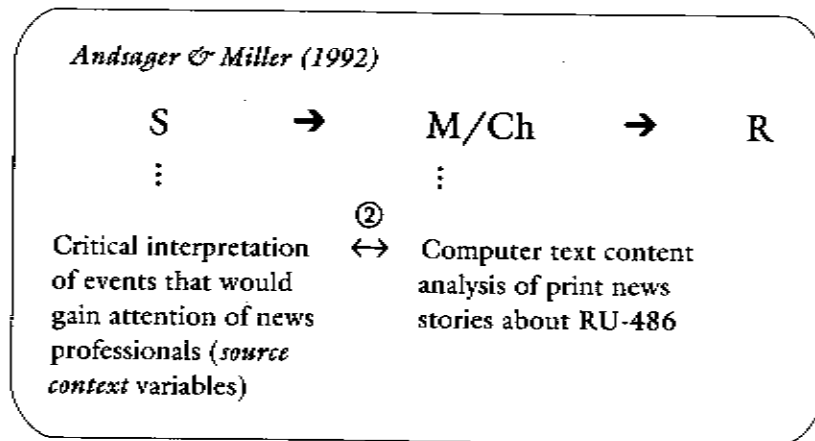 Andsager & Miller (1992)
S → M/Ch → R
⋮ ⋮
②
Critical interpretation ↔ Computer text content
of events that would analysis of print news
gain attention of news stories about RU-486
professionals (source
context variables)